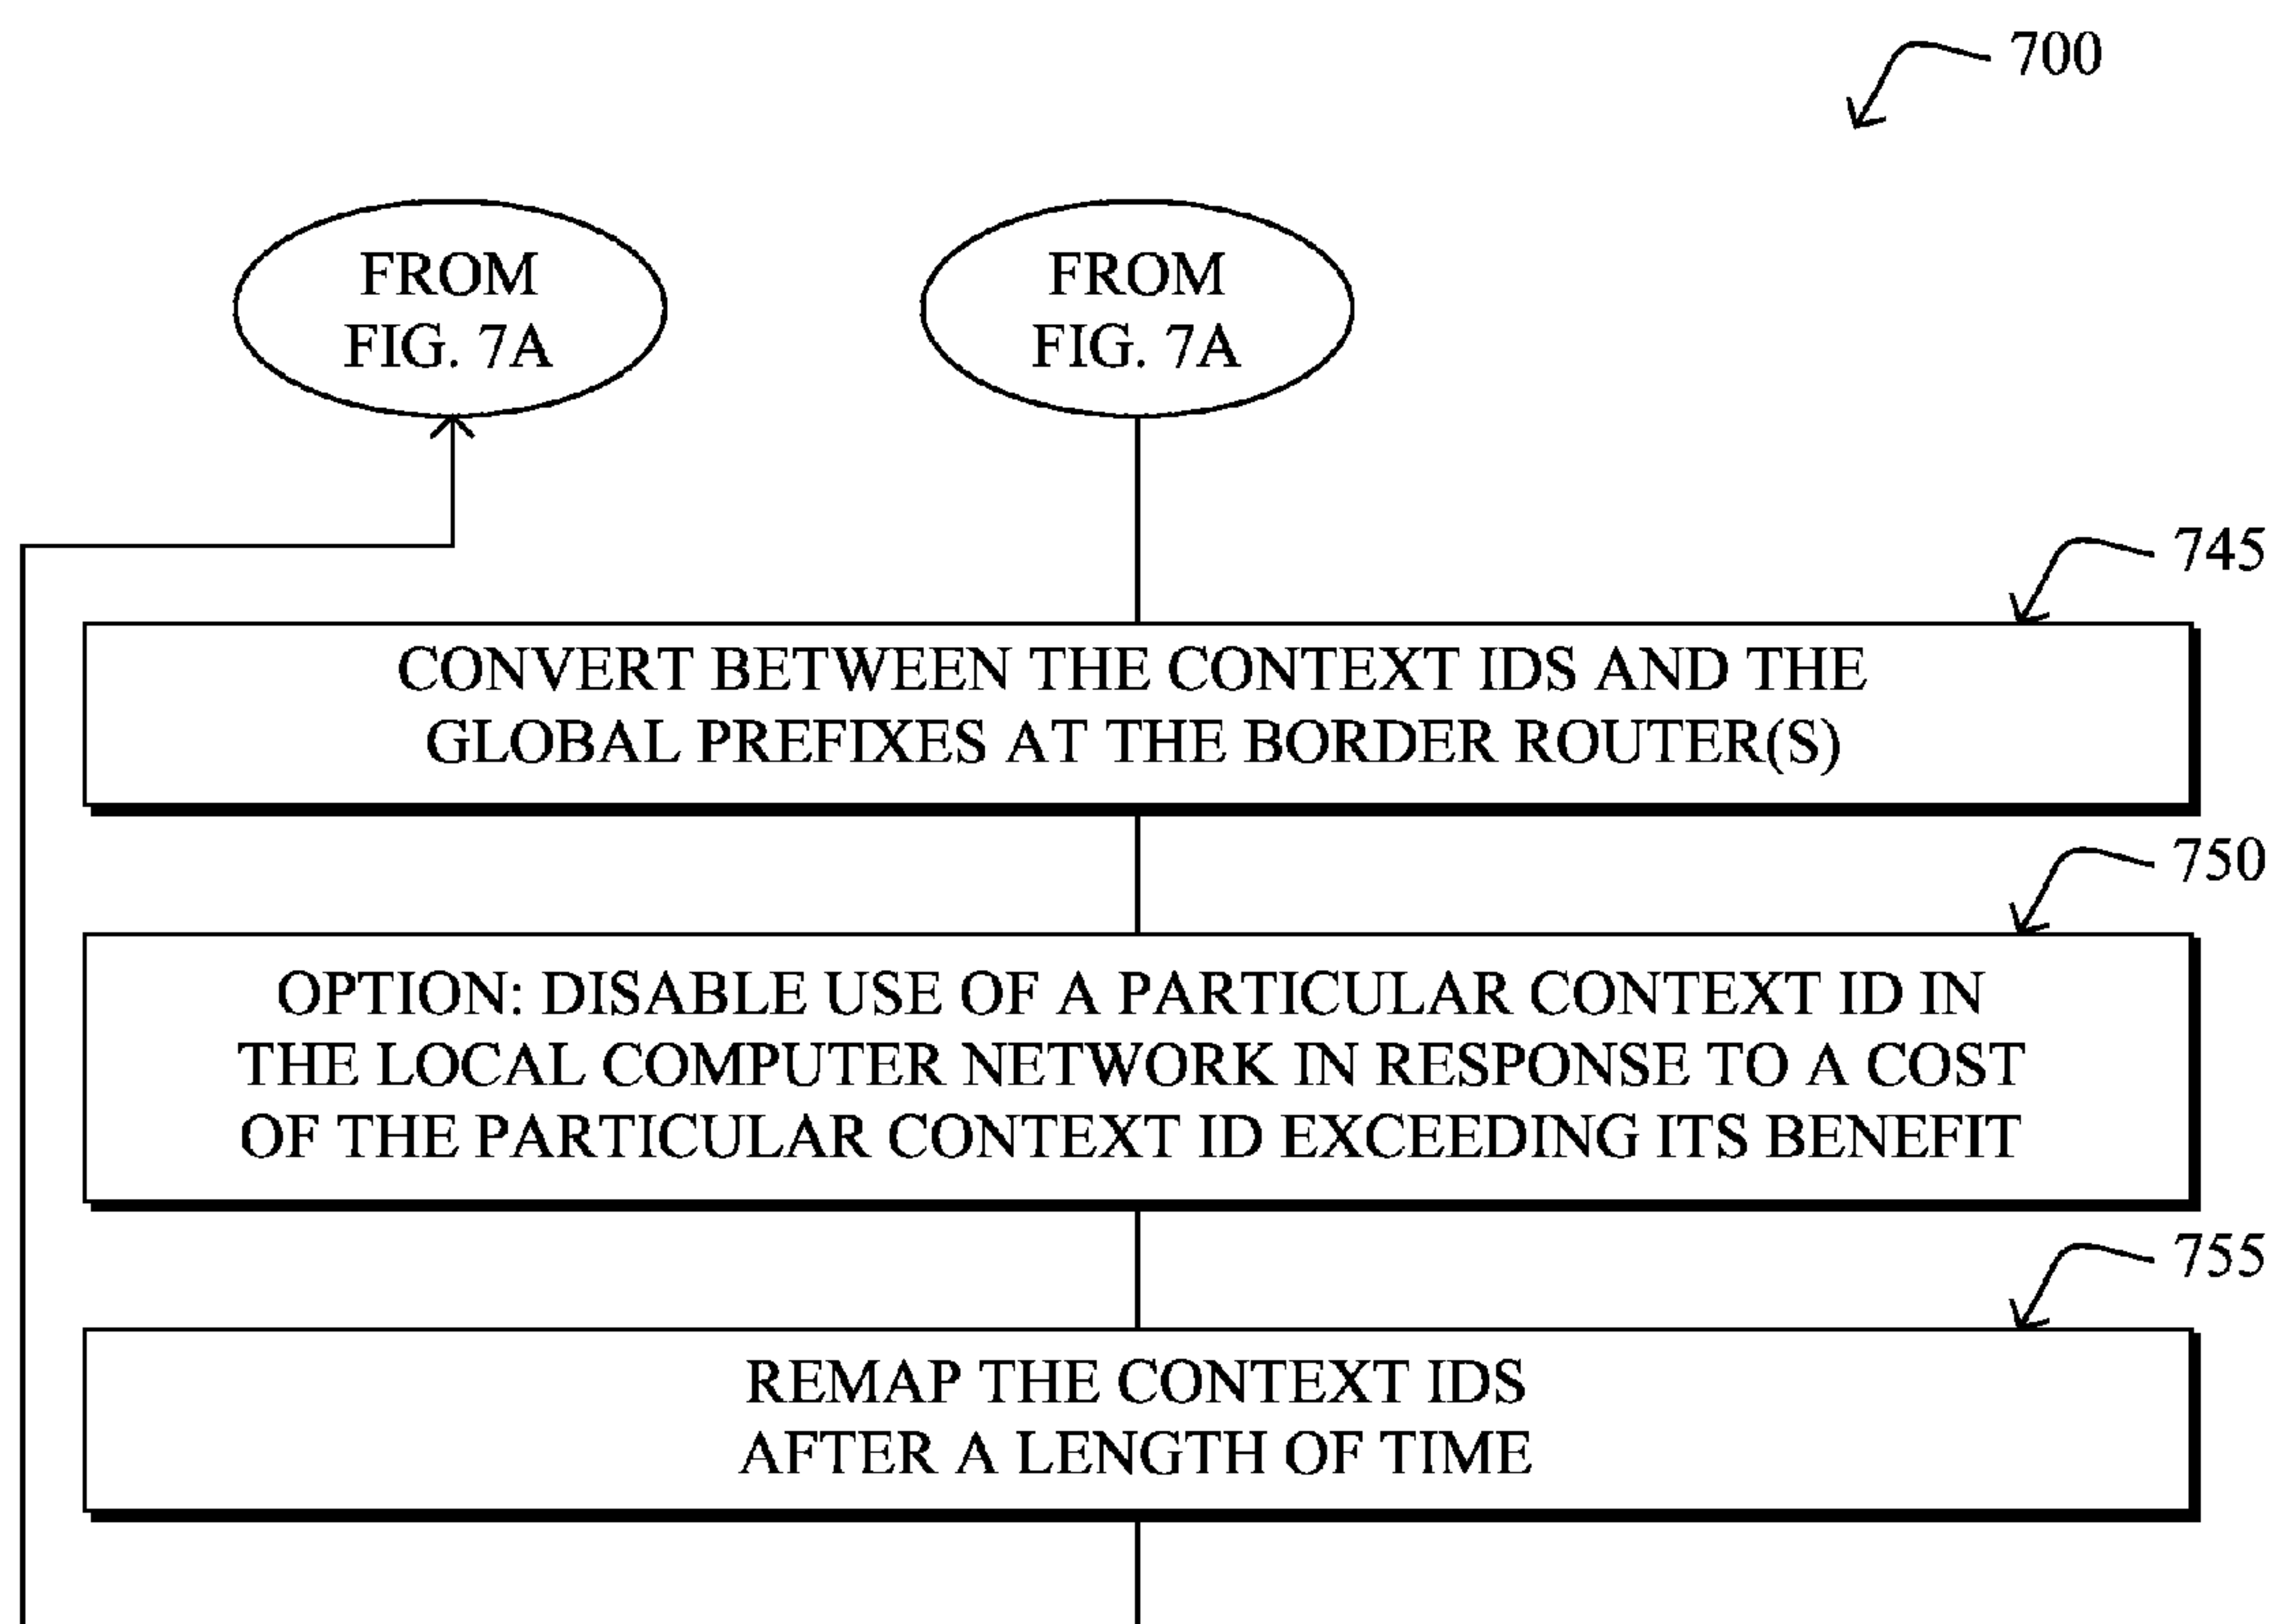 700
FROM
FIG. 7A
FROM
FIG. 7A
745
CONVERT BETWEEN THE CONTEXT IDS AND THE
GLOBAL PREFIXES AT THE BORDER ROUTER(S)
750
OPTION: DISABLE USE OF A PARTICULAR CONTEXT ID IN
THE LOCAL COMPUTER NETWORK IN RESPONSE TO A COST
OF THE PARTICULAR CONTEXT ID EXCEEDING ITS BENEFIT
755
REMAP THE CONTEXT IDS
AFTER A LENGTH OF TIME